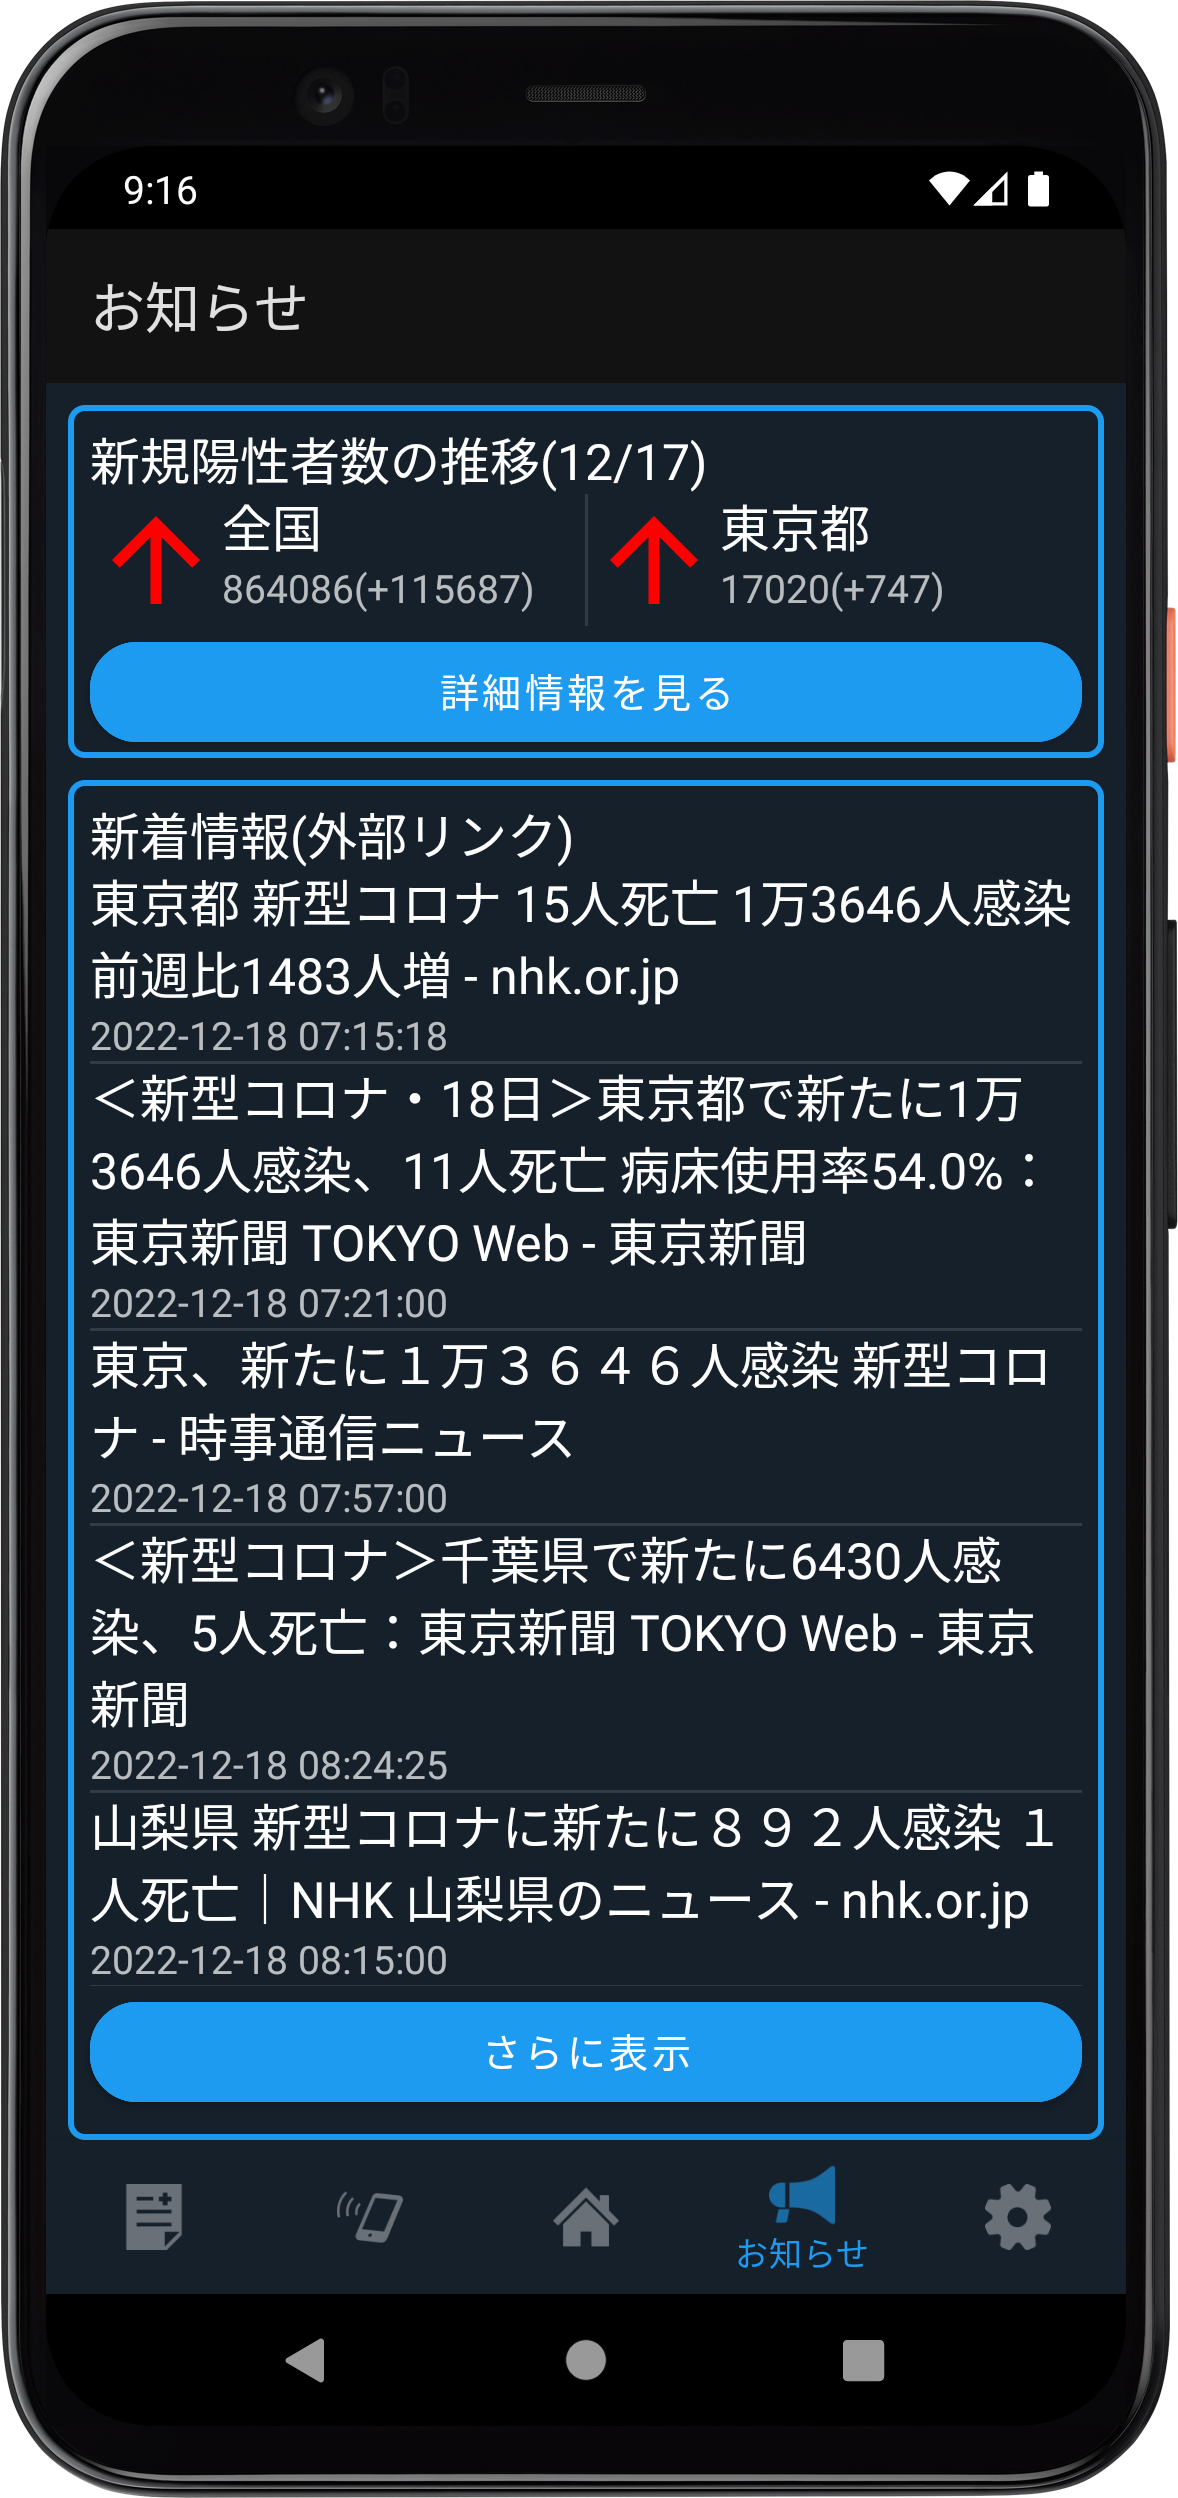 9:16
お知らせ
新規陽性者数の推移(12/17)
全国
864086(+115687)
東京都
17020(+747)
詳細情報を見る
新着情報(外部リンク)
東京都 新型コロナ 15人死亡 1万3646人感染
前週比1483人増 - nhk.or.jp
2022-12-18 07:15:18
＜新型コロナ・18日＞東京都で新たに1万
3646人感染、11人死亡 病床使用率54.0%：
東京新聞 TOKYO Web - 東京新聞
2022-12-18 07:21:00
東京、新たに１万３６４６人感染 新型コロ
ナ - 時事通信ニュース
2022-12-18 07:57:00
＜新型コロナ＞千葉県で新たに6430人感
染、5人死亡：東京新聞 TOKYO Web - 東京
新聞
2022-12-18 08:24:25
山梨県 新型コロナに新たに８９２人感染 １
人死亡｜NHK 山梨県のニュース - nhk.or.jp
2022-12-18 08:15:00
さらに表示
お知らせ